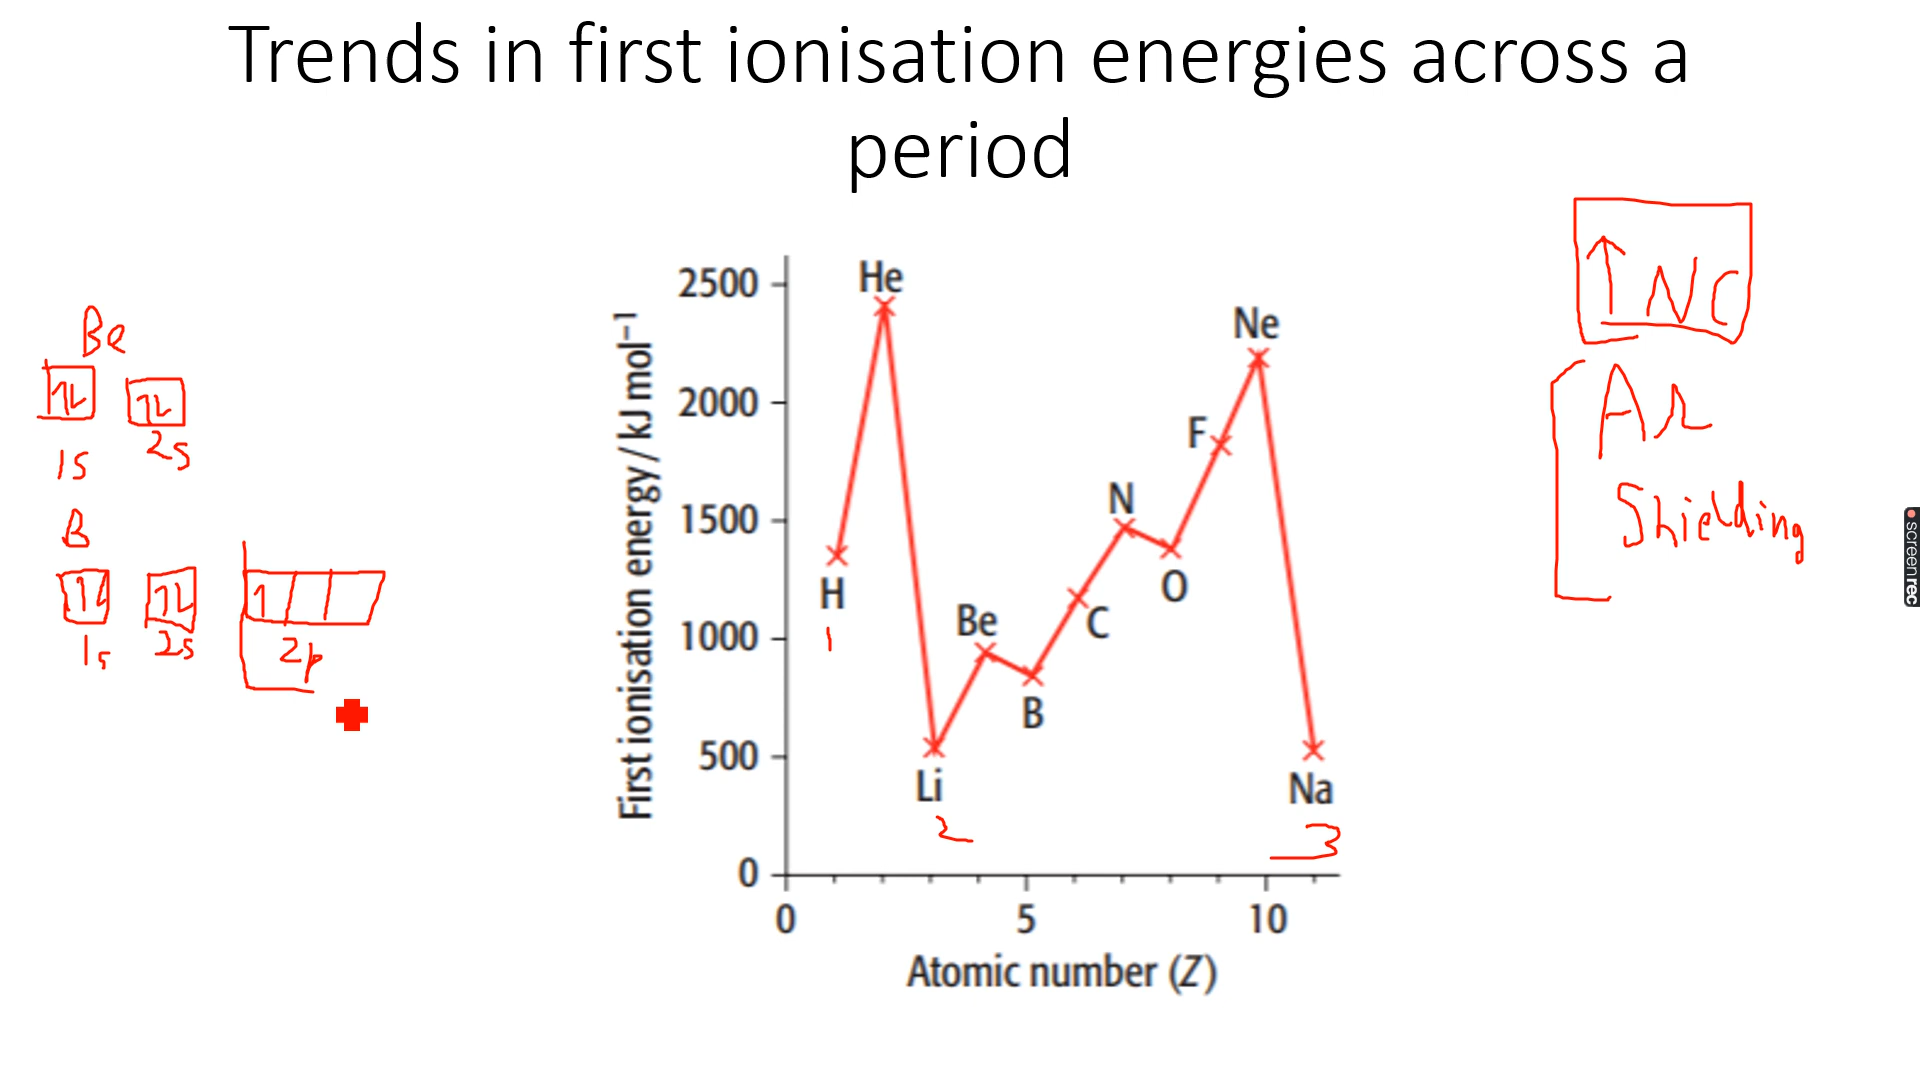 Trends in first ionisation energies across a
period
Be
1s
2s
B
1s
2s
2p
First ionisation energy/kJ mol⁻¹
2500
2000
1500
1000
500
0
He
Ne
F
N
H
1
O
Be
C
B
Li
2
Na
3
0
5
10
Atomic number (Z)
↑ NC
Ar
Shielding
screenrec